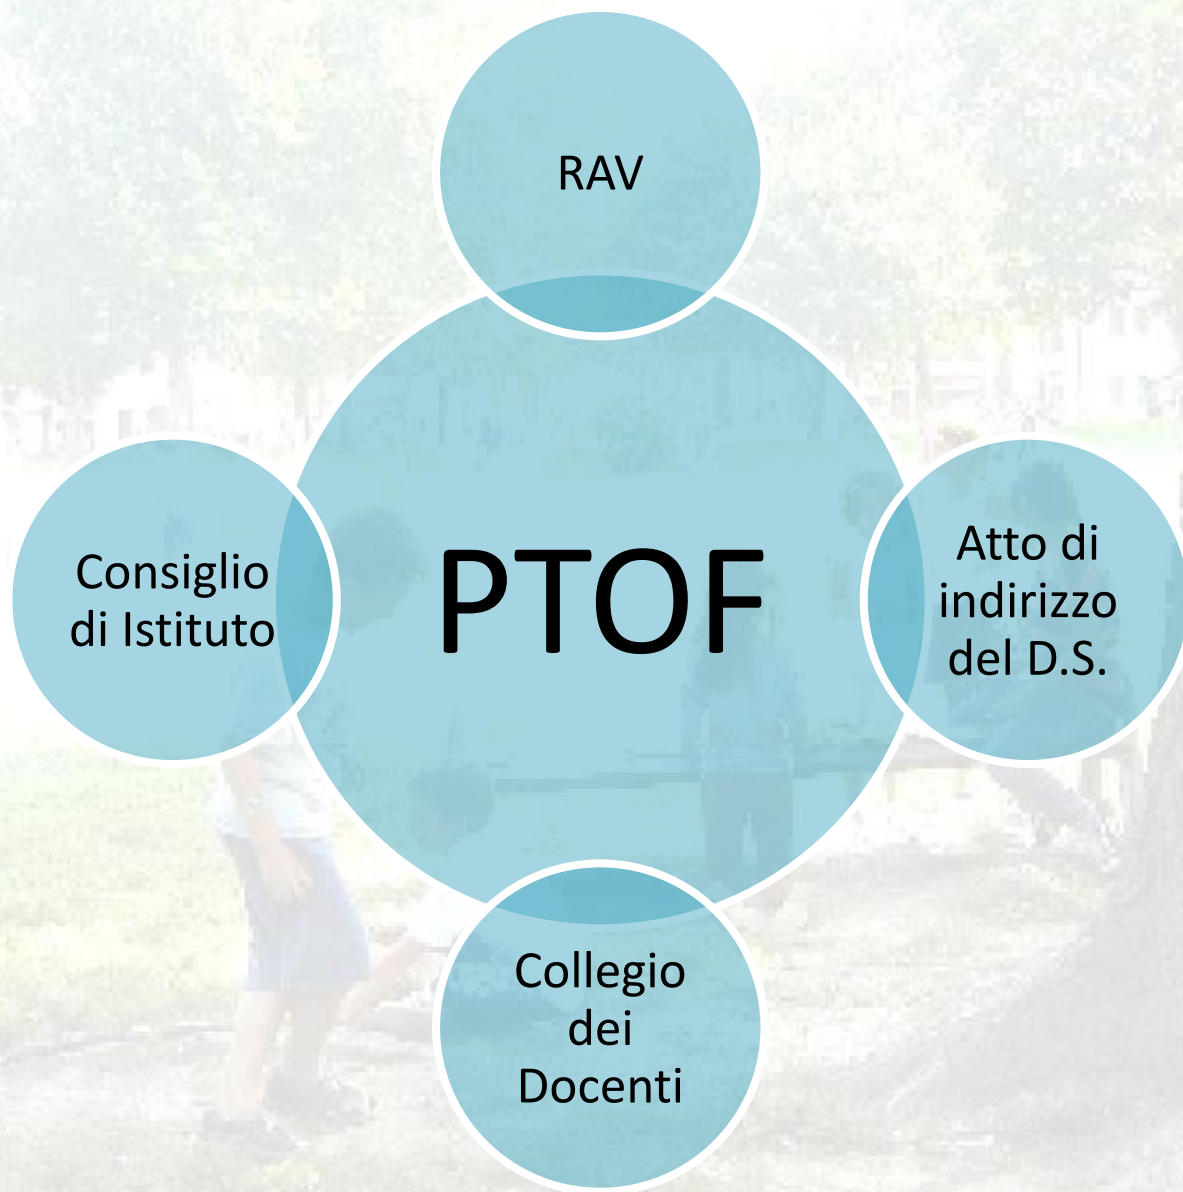 RAV
Consiglio
di Istituto
PTOF
Atto di
indirizzo
del D.S.
Collegio
dei
Docenti